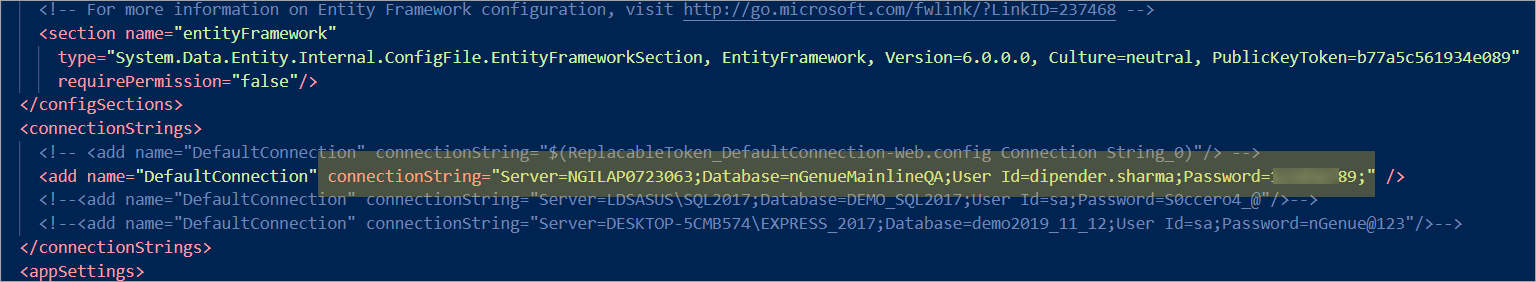 <!-- For more information on Entity Framework configuration, visit http://go.microsoft.com/fwlink/?LinkID=237468 -->
<section name="entityFramework"
type="System.Data.Entity.Internal.ConfigFile.EntityFrameworkSection, EntityFramework, Version=6.0.0.0, Culture=neutral, PublicKeyToken=b77a5c561934e089"
requirePermission="false"/>
</configSections>
<connectionStrings>
<!-- <add name="DefaultConnection" connectionString="$(ReplacableToken_DefaultConnection-Web.config Connection String_0)"/> -->
<add name="DefaultConnection" connectionString="Server=NGILAP0723063;Database=nGenueMainlineQA;User Id=dipender.sharma;Password= 89;" />
<!--<add name="DefaultConnection" connectionString="Server=LDSASUS\SQL2017;Database=DEMO_SQL2017;User Id=sa;Password=S0ccero4_@"/>-->
<!--<add name="DefaultConnection" connectionString="Server=DESKTOP-5CMB574\EXPRESS_2017;Database=demo2019_11_12;User Id=sa;Password=nGenue@123"/>-->
</connectionStrings>
<appSettings>